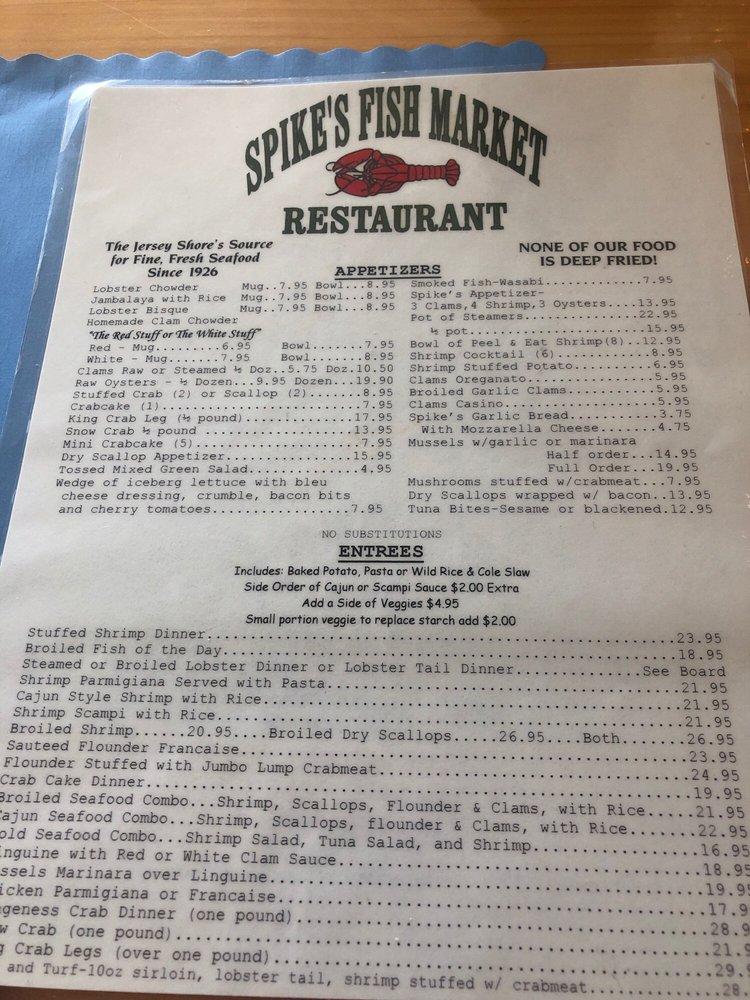 SPIKE'S FISH MARKET
RESTAURANT
The Jersey Shore's Source
for Fine, Fresh Seafood
Since 1926
NONE OF OUR FOOD
IS DEEP FRIED!
APPETIZERS
Lobster Chowder Mug..7.95 Bowl...8.95
Jambalaya with Rice Mug..7.95 Bowl...8.95
Lobster Bisque Mug..7.95 Bowl...8.95
Homemade Clam Chowder
"The Red Stuff or The White Stuff"
Red - Mug........6.95 Bowl.......7.95
White - Mug......7.95 Bowl.......8.95
Clams Raw or Steamed ½ Doz..5.75 Doz.10.50
Raw Oysters - ½ Dozen...9.95 Dozen...19.90
Stuffed Crab (2) or Scallop (2).......8.95
Crabcake (1)..........................7.95
King Crab Leg (½ pound)..............17.95
Snow Crab ½ pound ...................13.95
Mini Crabcake (5).....................7.95
Dry Scallop Appetizer................15.95
Tossed Mixed Green Salad..............4.95
Wedge of iceberg lettuce with bleu
cheese dressing, crumble, bacon bits
and cherry tomatoes...................7.95
Smoked Fish-Wasabi.............7.95
Spike's Appetizer-
3 Clams,4 Shrimp,3 Oysters....13.95
Pot of Steamers...............22.95
½ pot.......................15.95
Bowl of Peel & Eat Shrimp(8)..12.95
Shrimp Cocktail (6)............8.95
Shrimp Stuffed Potato..........6.95
Clams Oreganato................5.95
Broiled Garlic Clams...........5.95
Clams Casino...................5.95
Spike's Garlic Bread...........3.75
With Mozzarella Cheese.......4.75
Mussels w/garlic or marinara
Half order...14.95
Full Order...19.95
Mushrooms stuffed w/crabmeat...7.95
Dry Scallops wrapped w/ bacon..13.95
Tuna Bites-Sesame or blackened.12.95
NO SUBSTITUTIONS
ENTREES
Includes: Baked Potato, Pasta or Wild Rice & Cole Slaw
Side Order of Cajun or Scampi Sauce $2.00 Extra
Add a Side of Veggies $4.95
Small portion veggie to replace starch add $2.00
Stuffed Shrimp Dinner.................................................23.95
Broiled Fish of the Day...............................................18.95
Steamed or Broiled Lobster Dinner or Lobster Tail Dinner.............See Board
Shrimp Parmigiana Served with Pasta...................................21.95
Cajun Style Shrimp with Rice..........................................21.95
Shrimp Scampi with Rice...............................................21.95
Broiled Shrimp......20.95....Broiled Dry Scallops.....26.95....Both.......26.95
Sauteed Flounder Francaise............................................23.95
Flounder Stuffed with Jumbo Lump Crabmeat.............................24.95
Crab Cake Dinner......................................................19.95
Broiled Seafood Combo...Shrimp, Scallops, Flounder & Clams, with Rice.....21.95
Cajun Seafood Combo...Shrimp, Scallops, flounder & Clams, with Rice.......22.95
old Seafood Combo...Shrimp Salad, Tuna Salad, and Shrimp..................16.95
inguine with Red or White Clam Sauce......................................18.95
ssels Marinara over Linguine..............................................19.95
icken Parmigiana or Francaise.............................................17.9
geness Crab Dinner (one pound)............................................28.9
w Crab (one pound)........................................................21.9
g Crab Legs (over one pound)..............................................29.
and Turf-10oz sirloin, lobster tail, shrimp stuffed w/ crabmeat.............28.